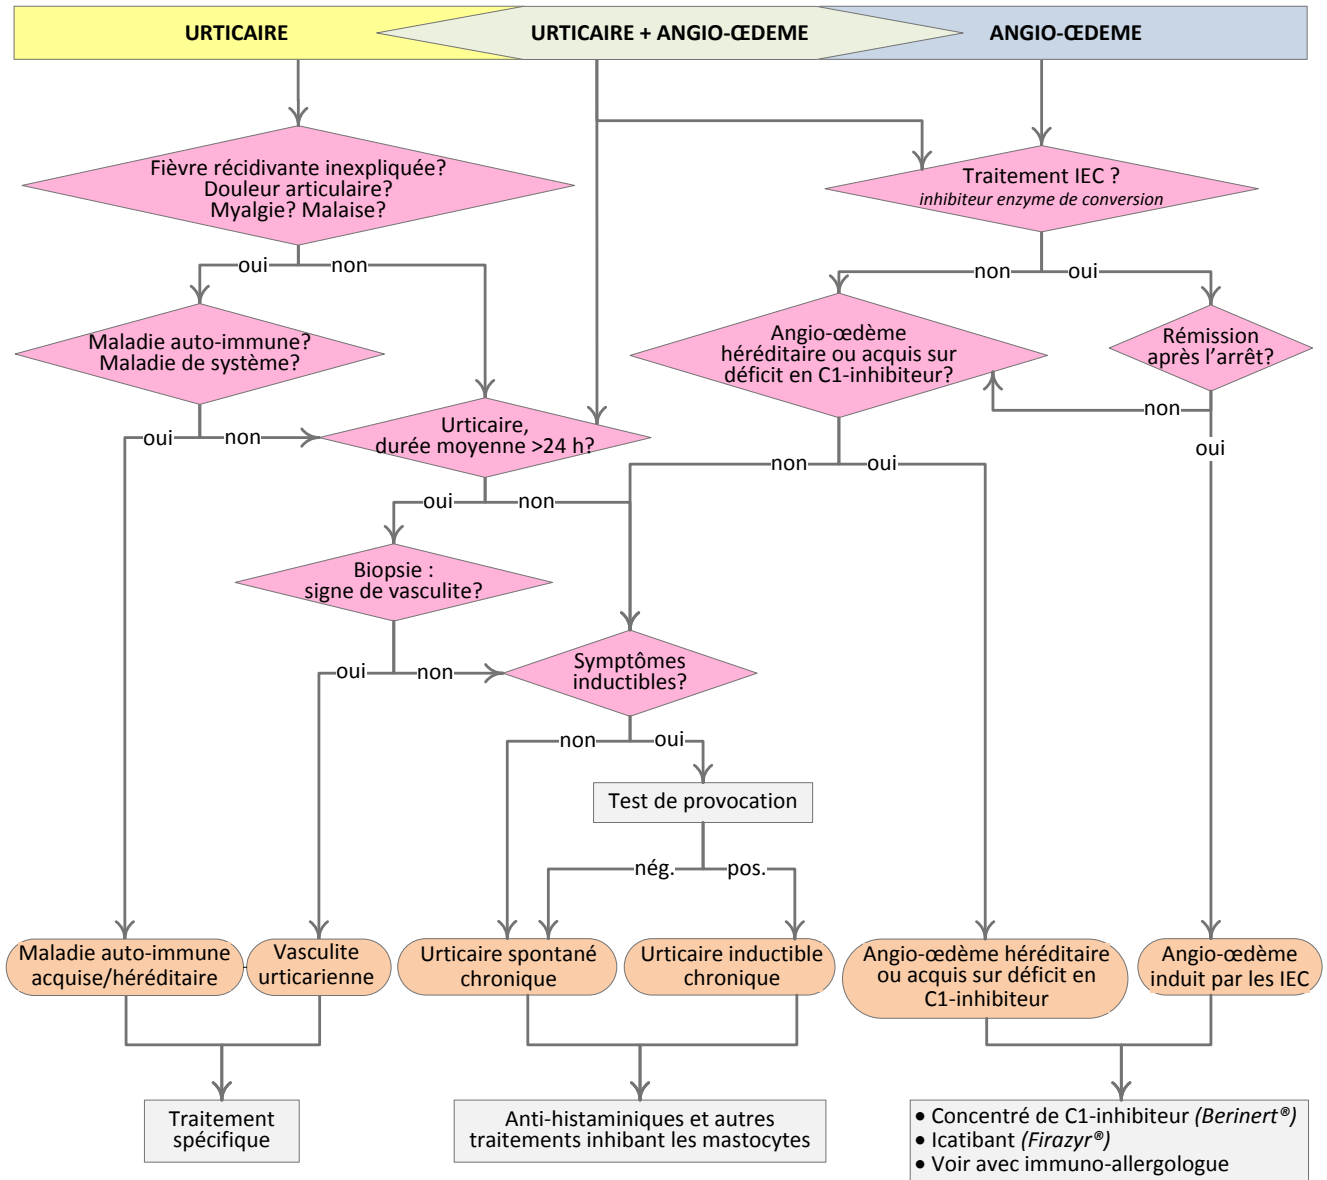 URTICAIRE
URTICAIRE + ANGIO-ŒDEME
ANGIO-ŒDEME
Fièvre récidivante inexpliquée?
Douleur articulaire?
Myalgie? Malaise?
Traitement IEC ?
inhibiteur enzyme de conversion
oui
non
non
oui
Maladie auto-immune?
Maladie de système?
Angio-œdème
héréditaire ou acquis sur
déficit en C1-inhibiteur?
Rémission
après l’arrêt?
non
oui
oui
non
Urticaire,
durée moyenne >24 h?
non
oui
oui
non
Biopsie :
signe de vasculite?
oui
non
Symptômes
inductibles?
non
oui
Test de provocation
nég.
pos.
Maladie auto-immune
acquise/héréditaire
Vasculite
urticarienne
Urticaire spontané
chronique
Urticaire inductible
chronique
Angio-œdème héréditaire
ou acquis sur déficit en
C1-inhibiteur
Angio-œdème
induit par les IEC
Traitement
spécifique
Anti-histaminiques et autres
traitements inhibant les mastocytes
• Concentré de C1-inhibiteur (Berinert®)
• Icatibant (Firazyr®)
• Voir avec immuno-allergologue